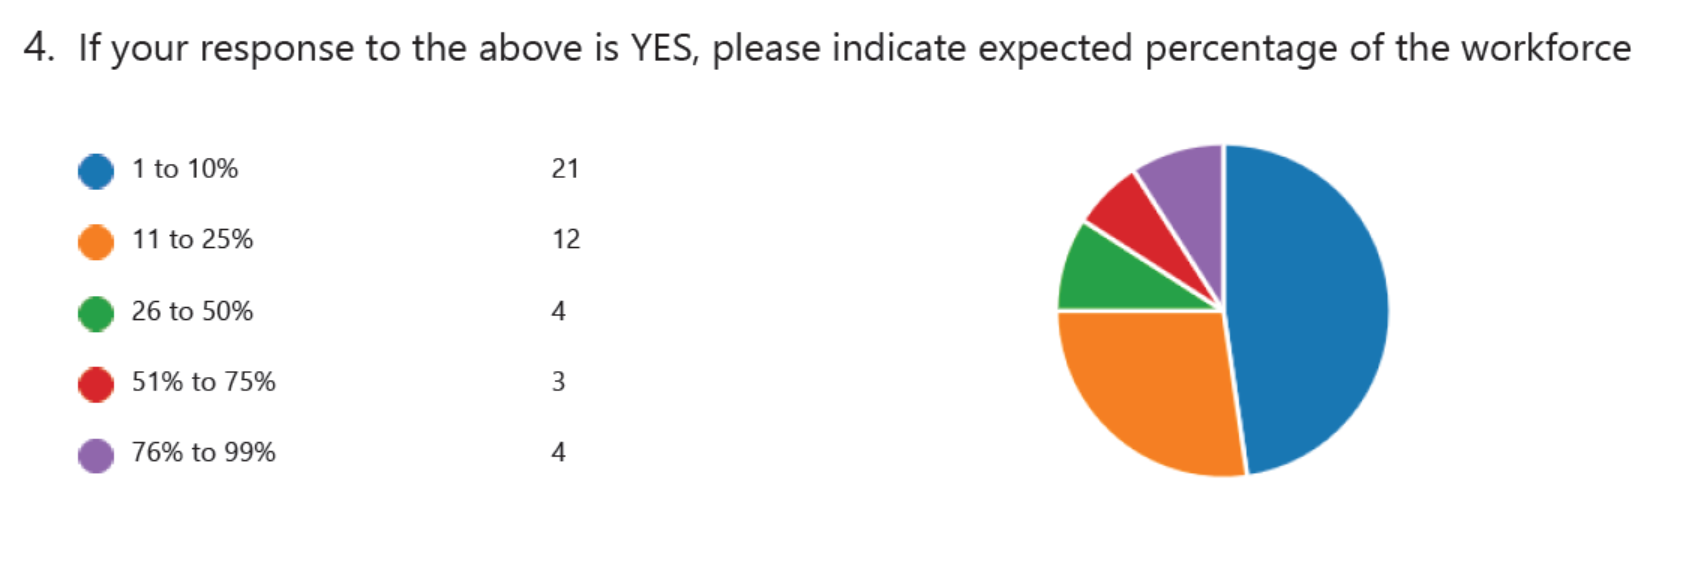 4. If your response to the above is YES, please indicate expected percentage of the workforce
1 to 10% 21
11 to 25% 12
26 to 50% 4
51% to 75% 3
76% to 99% 4